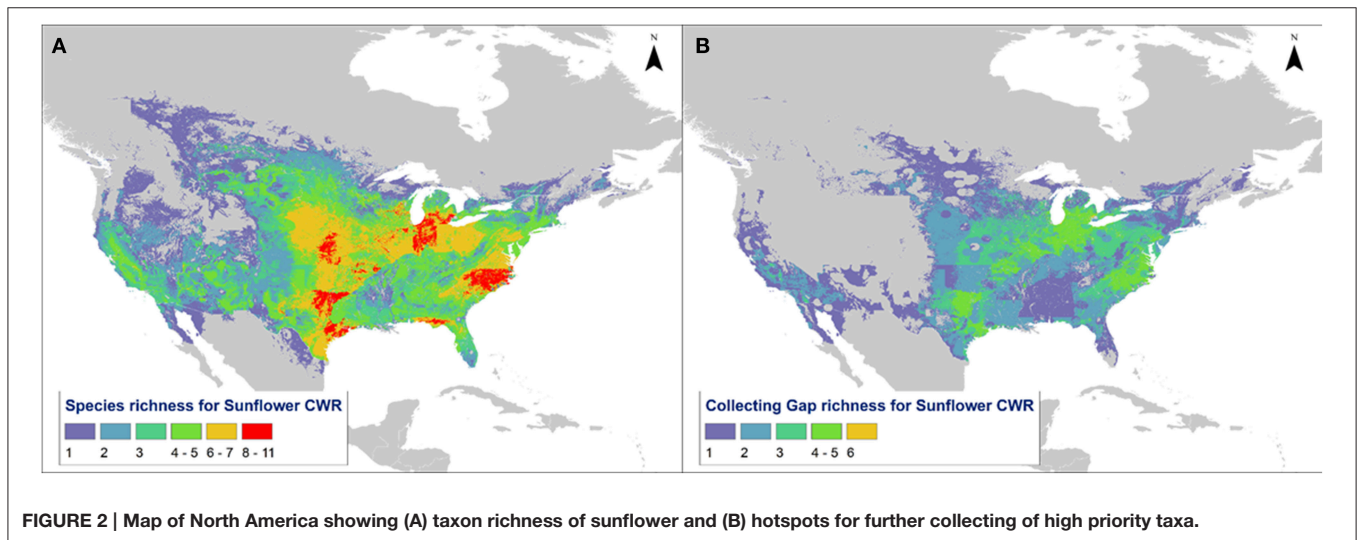 A
N
Species richness for Sunflower CWR
1 2 3 4 - 5 6 - 7 8 - 11
B
N
Collecting Gap richness for Sunflower CWR
1 2 3 4 - 5 6
FIGURE 2 | Map of North America showing (A) taxon richness of sunflower and (B) hotspots for further collecting of high priority taxa.